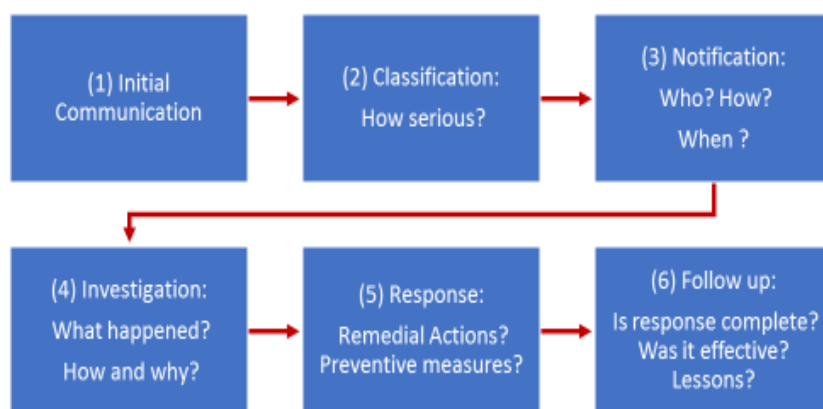 (1) Initial
Communication
(2) Classification:
How serious?
(3) Notification:
Who? How?
When ?
(4) Investigation:
What happened?
How and why?
(5) Response:
Remedial Actions?
Preventive measures?
(6) Follow up:
Is response complete?
Was it effective?
Lessons?